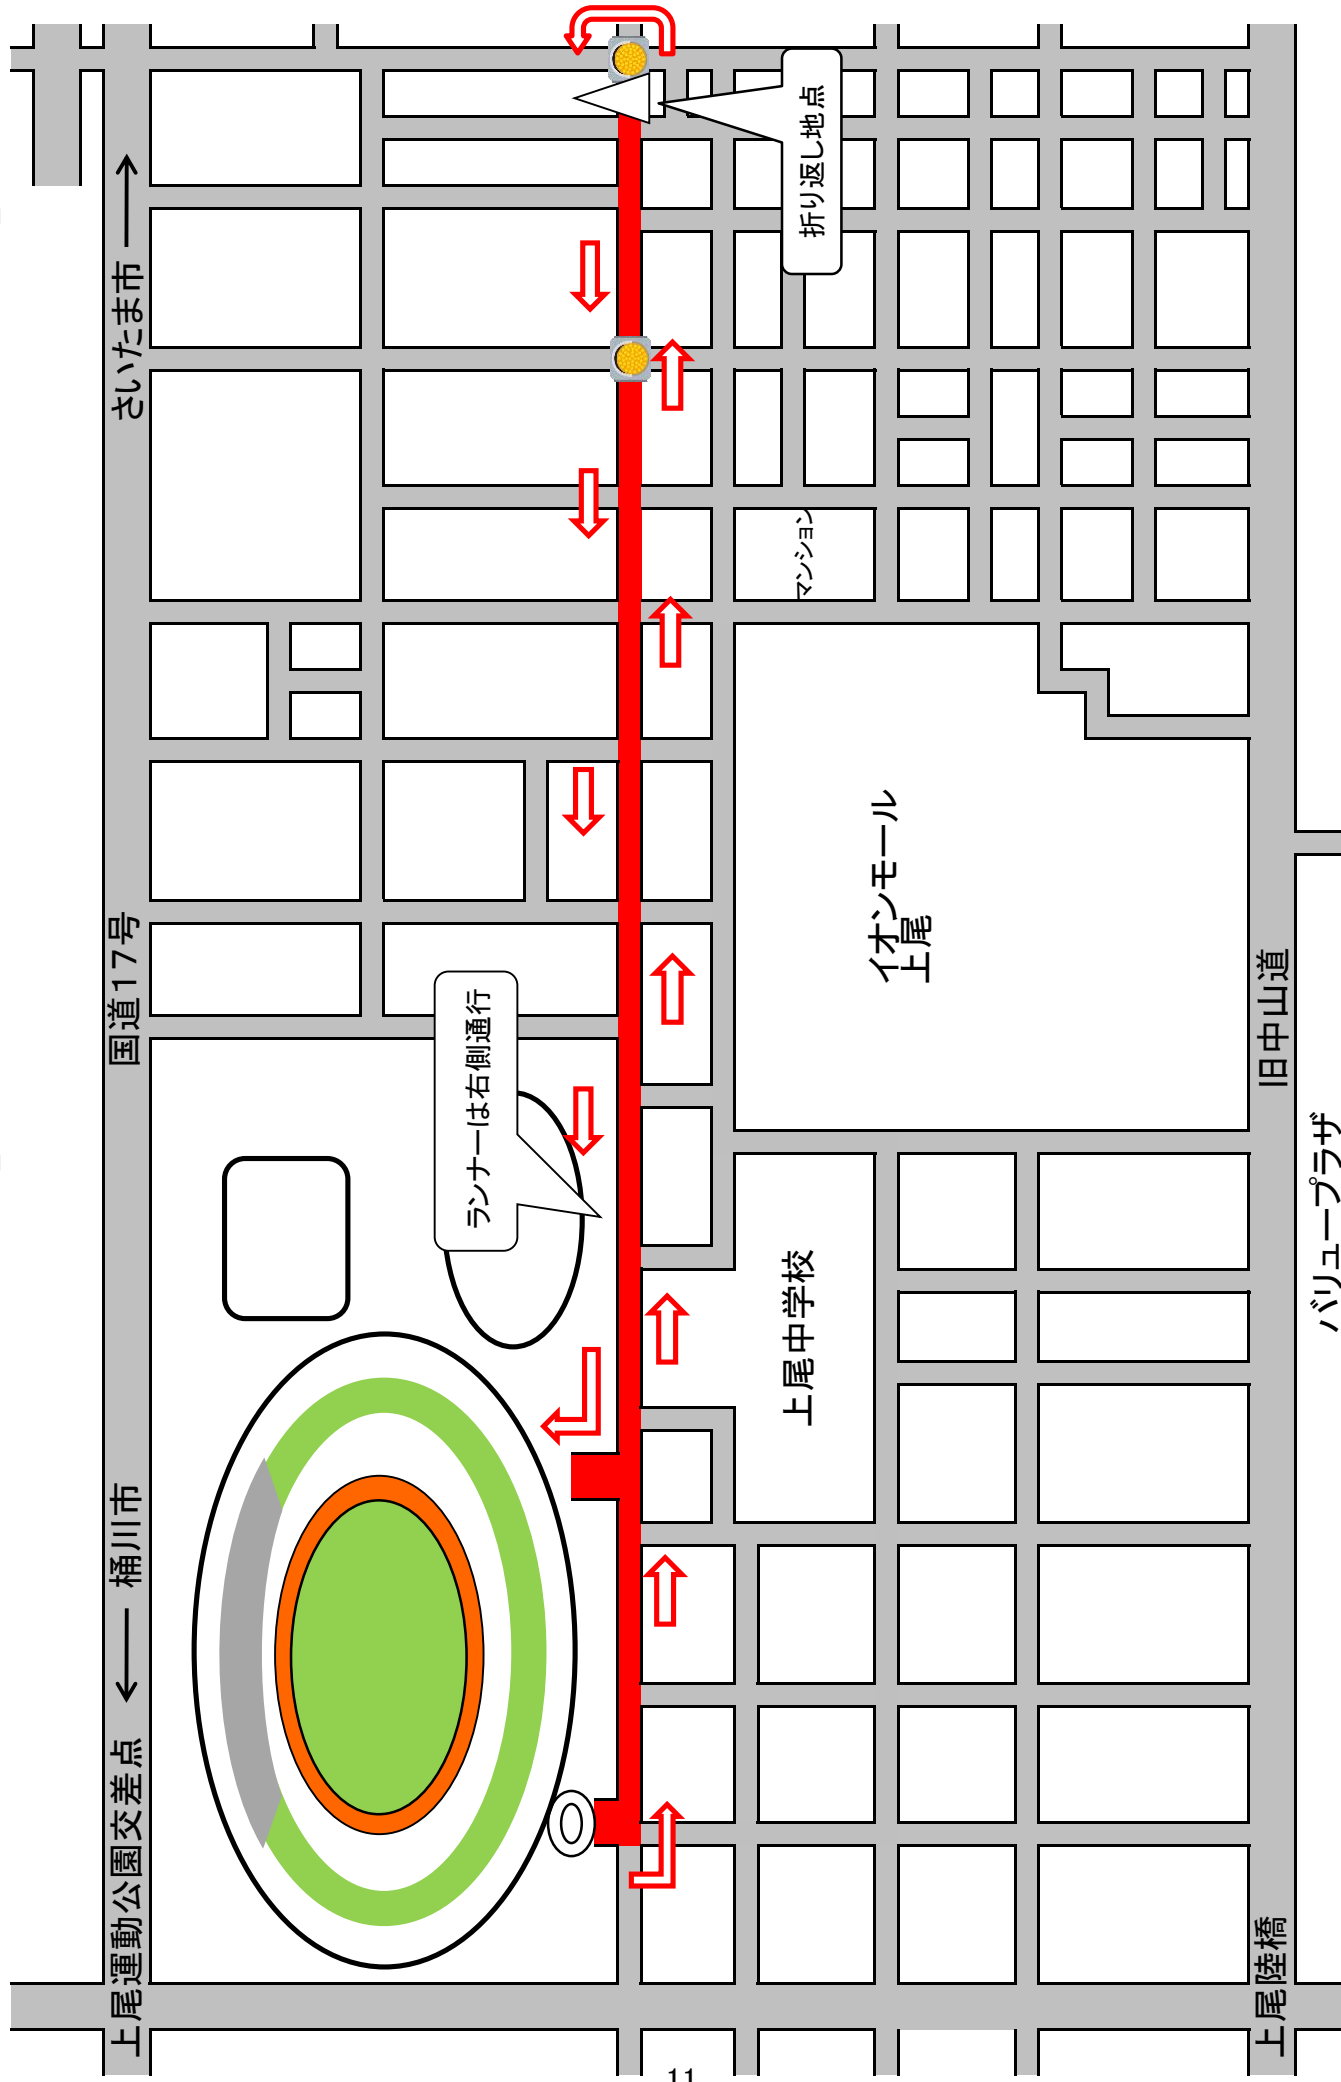 上尾運動公園交差点
← 桶川市
国道17号
さいたま市 →
ランナーは右側通行
折り返し地点
マンション
イオンモール
上尾
上尾中学校
上尾陸橋
旧中山道
バリュープラザ
11